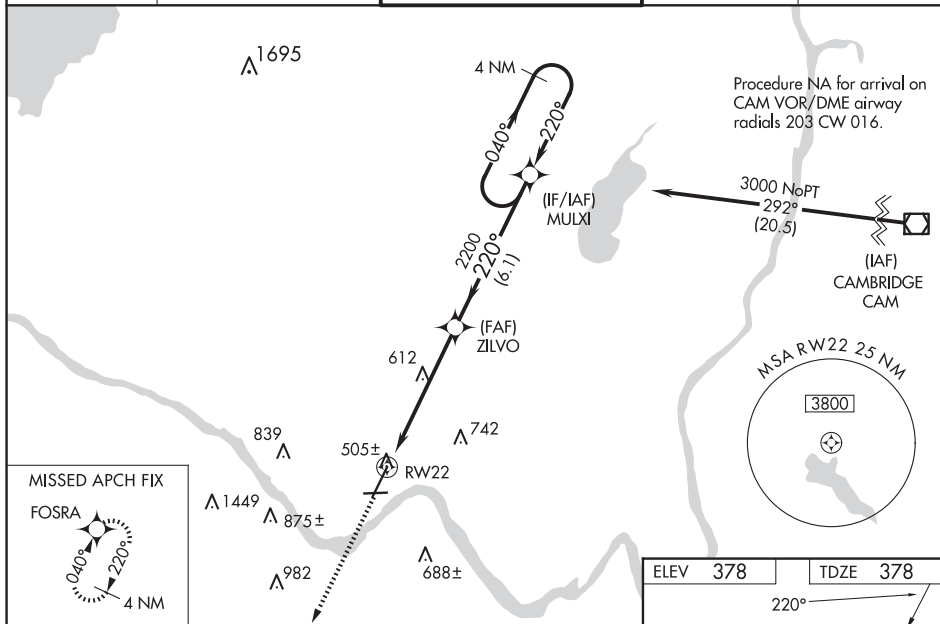 1695
4 NM
040°
220°
Procedure NA for arrival on
CAM VOR/DME airway
radials 203 CW 016.
(IF/IAF)
MULXI
3000 NoPT
292°
(20.5)
(IAF)
CAMBRIDGE
CAM
2200
220°
(6.1)
(FAF)
ZILVO
612
MSA RW22 25 NM
3800
839
742
505±
RW22
MISSED APCH FIX
FOSRA
040°
220°
4 NM
1449
875±
982
688±
ELEV 378
TDZE 378
220°